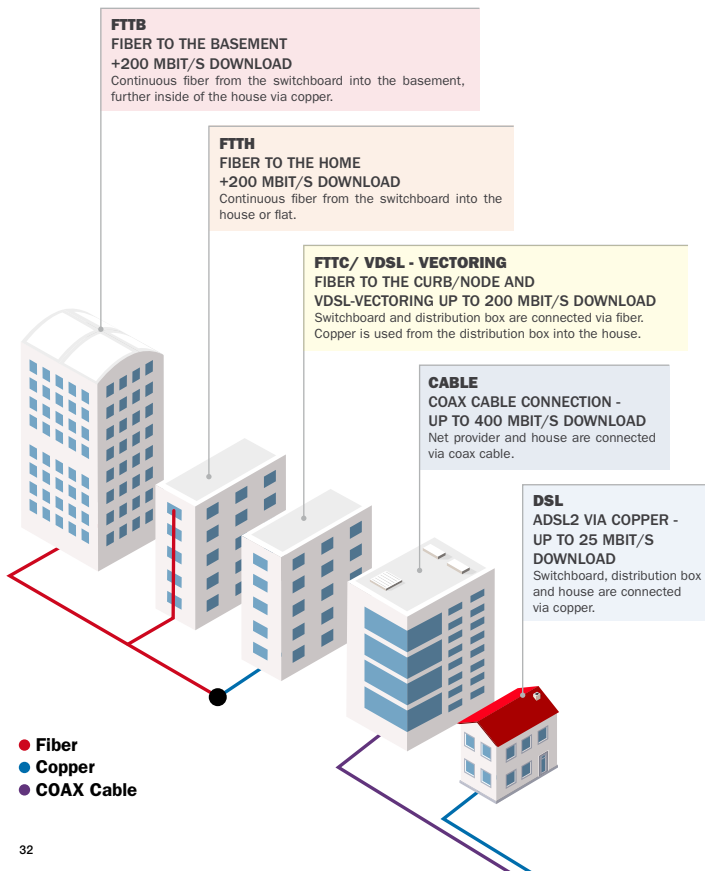 FTTB
FIBER TO THE BASEMENT
+200 MBIT/S DOWNLOAD
Continuous fiber from the switchboard into the basement,
further inside of the house via copper.
FTTH
FIBER TO THE HOME
+200 MBIT/S DOWNLOAD
Continuous fiber from the switchboard into the
house or flat.
FTTC/ VDSL - VECTORING
FIBER TO THE CURB/NODE AND
VDSL-VECTORING UP TO 200 MBIT/S DOWNLOAD
Switchboard and distribution box are connected via fiber.
Copper is used from the distribution box into the house.
CABLE
COAX CABLE CONNECTION -
UP TO 400 MBIT/S DOWNLOAD
Net provider and house are connected
via coax cable.
DSL
ADSL2 VIA COPPER -
UP TO 25 MBIT/S
DOWNLOAD
Switchboard, distribution box
and house are connected
via copper.
Fiber
Copper
COAX Cable
32